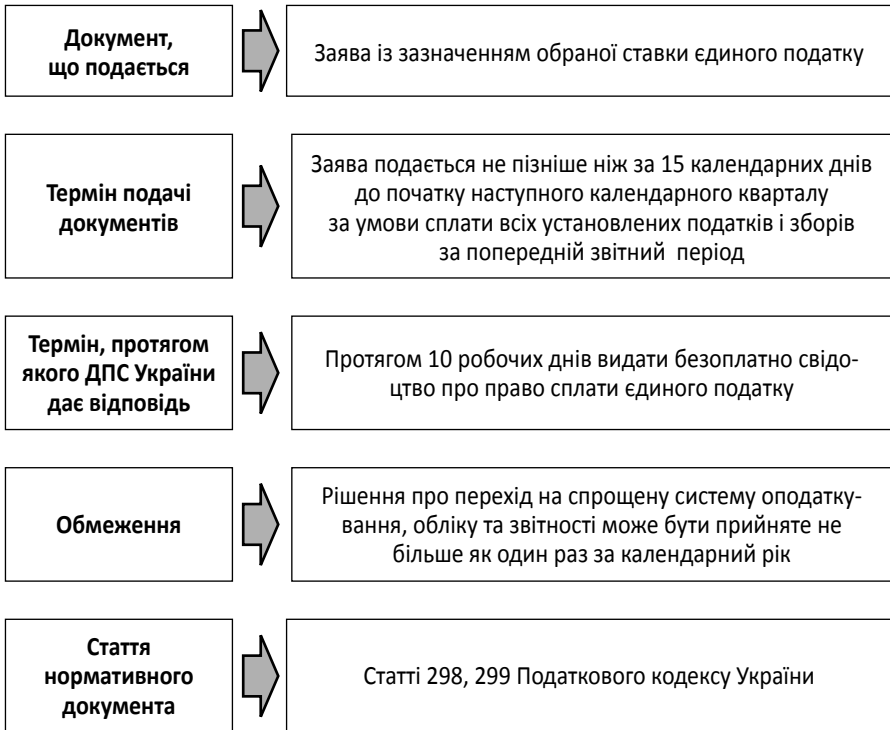 Документ,
що подається
Заява із зазначенням обраної ставки єдиного податку
Термін подачі
документів
Заява подається не пізніше ніж за 15 календарних днів
до початку наступного календарного кварталу
за умови сплати всіх установлених податків і зборів
за попередній звітний період
Термін, протягом
якого ДПС України
дає відповідь
Протягом 10 робочих днів видати безоплатно свідо-
цтво про право сплати єдиного податку
Обмеження
Рішення про перехід на спрощену систему оподатку-
вання, обліку та звітності може бути прийняте не
більше як один раз за календарний рік
Стаття
нормативного
документа
Статті 298, 299 Податкового кодексу України